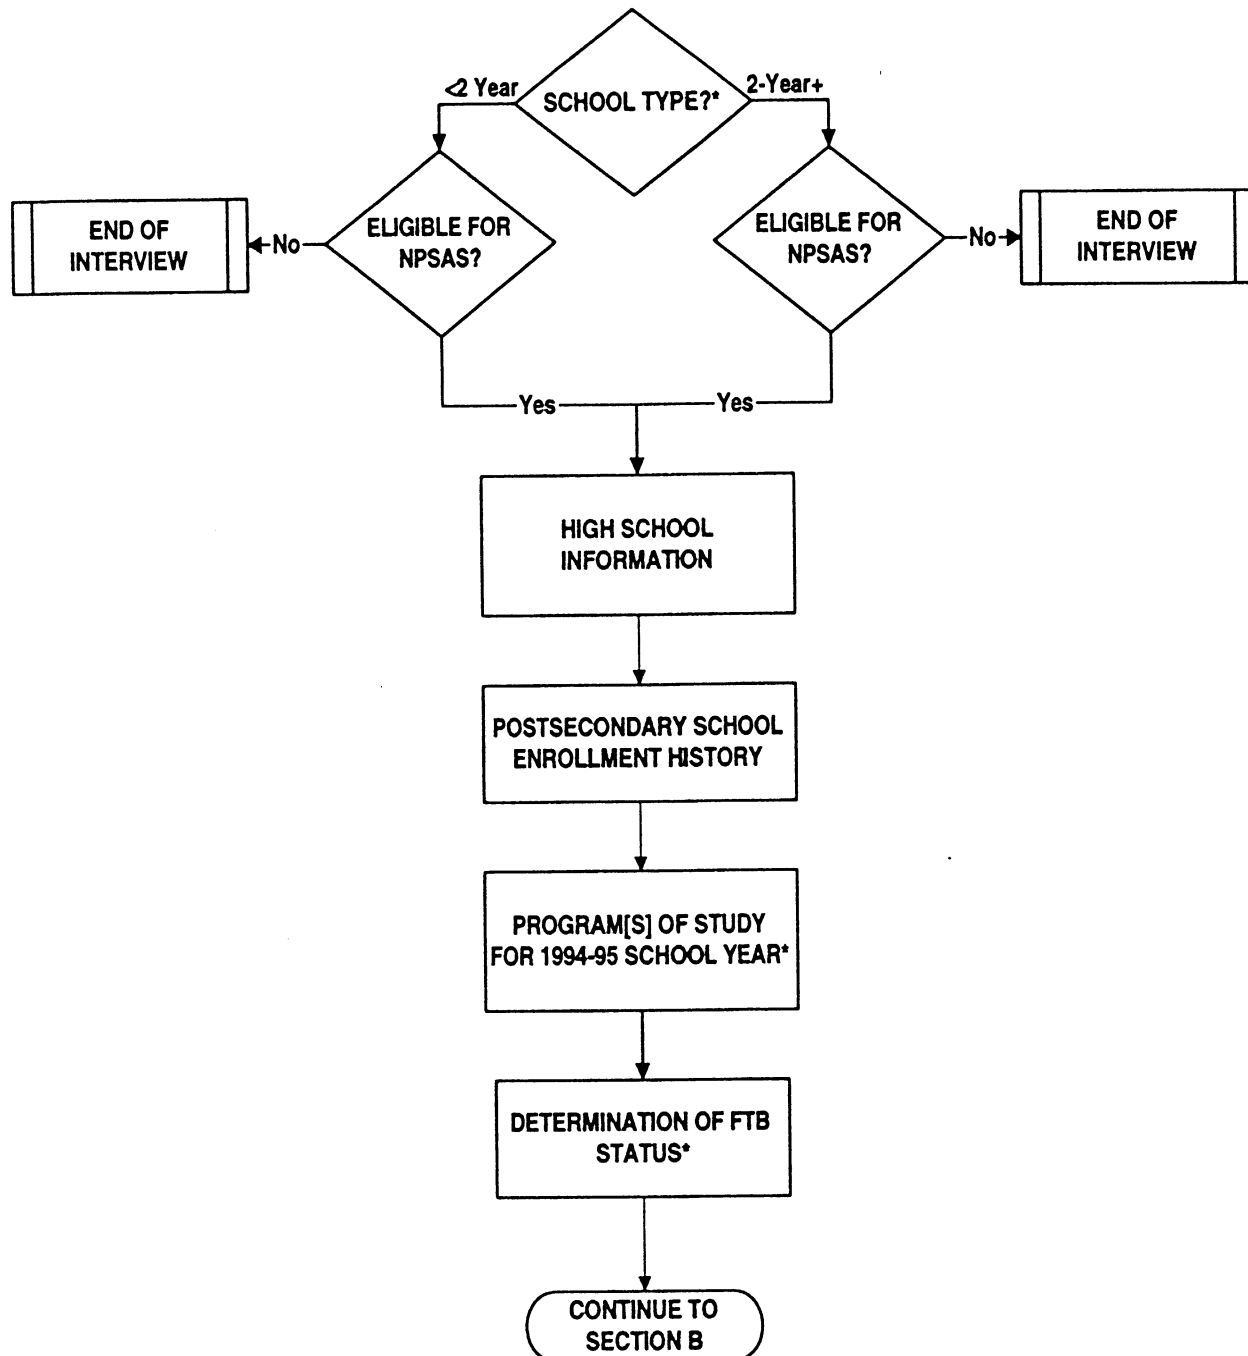 <2 Year
SCHOOL TYPE?*
2-Year+
END OF
INTERVIEW
No
ELIGIBLE FOR
NPSAS?
ELIGIBLE FOR
NPSAS?
No
END OF
INTERVIEW
Yes
Yes
HIGH SCHOOL
INFORMATION
POSTSECONDARY SCHOOL
ENROLLMENT HISTORY
PROGRAM[S] OF STUDY
FOR 1994-95 SCHOOL YEAR*
DETERMINATION OF FTB
STATUS*
CONTINUE TO
SECTION B